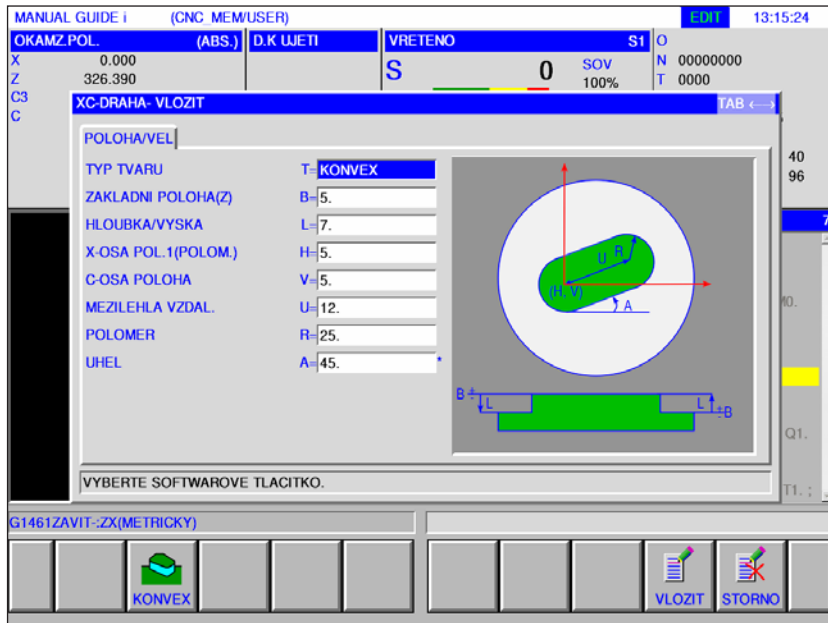 MANUAL GUIDE i (CNC_MEM/USER) EDIT 13:15:24
OKAMZ.POL. (ABS.) D.K UJETI VRETENO S1 O
X 0.000 S 0 SOV N 00000000
Z 326.390 100% T 0000
C3
C
XC-DRAHA- VLOZIT TAB ←→
POLOHA/VEL
TYP TVARU T= KONVEX
ZAKLADNI POLOHA(Z) B= 5.
HLOUBKA/VYSKA L= 7.
X-OSA POL.1(POLOM.) H= 5.
C-OSA POLOHA V= 5.
MEZILEHLA VZDAL. U= 12.
POLOMER R= 25.
UHEL A= 45. *
U R
(H, V)
A
B ± L L ±B
40
96
7
Q1.
T1. ;
VYBERTE SOFTWAROVE TLACITKO.
G1461ZAVIT-:ZX(METRICKY)
KONVEX VLOZIT STORNO